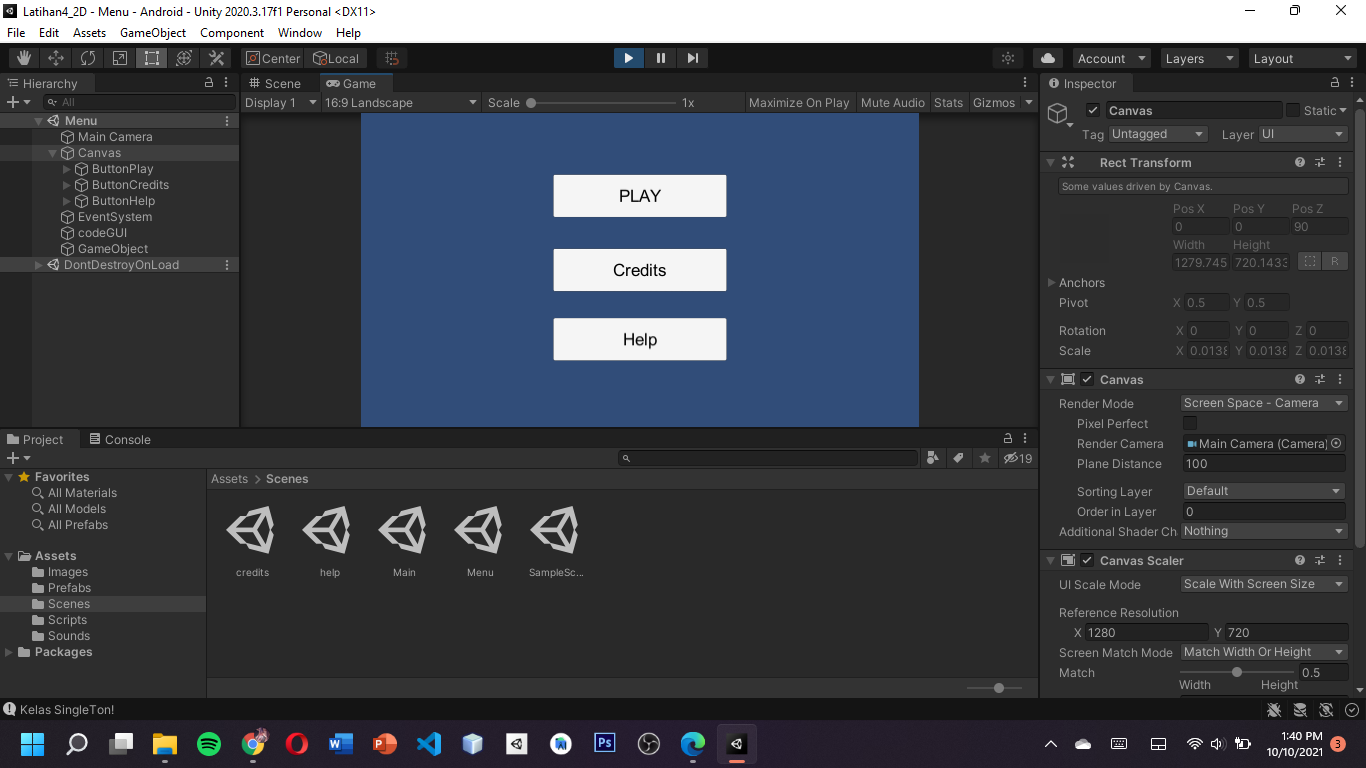 Latihan4_2D - Menu - Android - Unity 2020.3.17f1 Personal <DX11>
File Edit Assets GameObject Component Window Help
Center Local Account Layers Layout
Hierarchy
All
Menu
Main Camera
Canvas
ButtonPlay
ButtonCredits
ButtonHelp
EventSystem
codeGUI
GameObject
DontDestroyOnLoad
Scene Game
Display 1 16:9 Landscape Scale 1x Maximize On Play Mute Audio Stats Gizmos
PLAY
Credits
Help
Inspector
Canvas Static
Tag Untagged Layer UI
Rect Transform
Some values driven by Canvas.
Pos X Pos Y Pos Z
0 0 90
Width Height
1279.745 720.1433 R
Anchors
Pivot X 0.5 Y 0.5
Rotation X 0 Y 0 Z 0
Scale X 0.0138 Y 0.0138 Z 0.0138
Canvas
Render Mode Screen Space - Camera
Pixel Perfect
Render Camera Main Camera (Camera)
Plane Distance 100
Sorting Layer Default
Order in Layer 0
Additional Shader Ch Nothing
Canvas Scaler
UI Scale Mode Scale With Screen Size
Reference Resolution
X 1280 Y 720
Screen Match Mode Match Width Or Height
Match 0.5
Width Height
Project Console
19
Favorites
All Materials
All Models
All Prefabs
Assets
Images
Prefabs
Scenes
Scripts
Sounds
Packages
Assets > Scenes
credits help Main Menu SampleSc...
Kelas SingleTon!
1:40 PM
10/10/2021
3